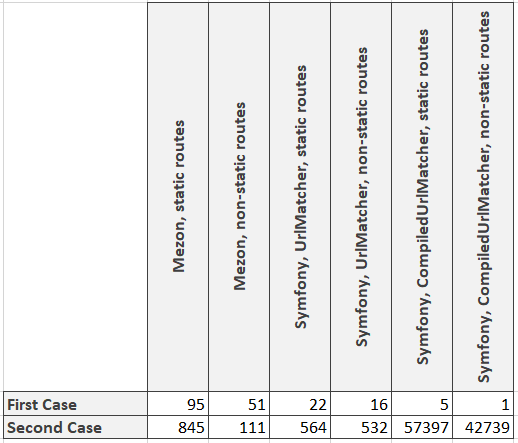 Mezon, static routes
Mezon, non-static routes
Symfony, UrlMatcher, static routes
Symfony, UrlMatcher, non-static routes
Symfony, CompiledUrlMatcher, static routes
Symfony, CompiledUrlMatcher, non-static routes
First Case 95 51 22 16 5 1
Second Case 845 111 564 532 57397 42739